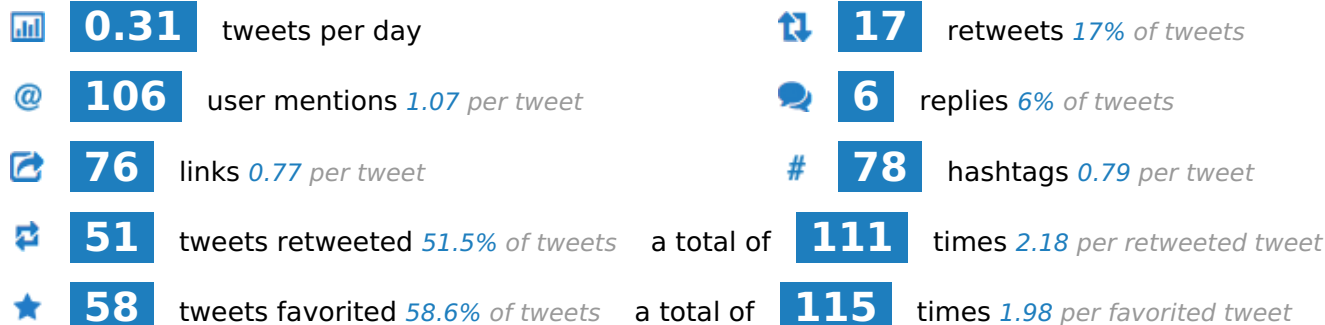 0.31 tweets per day
17 retweets 17% of tweets
@ 106 user mentions 1.07 per tweet
6 replies 6% of tweets
76 links 0.77 per tweet
# 78 hashtags 0.79 per tweet
51 tweets retweeted 51.5% of tweets a total of 111 times 2.18 per retweeted tweet
58 tweets favorited 58.6% of tweets a total of 115 times 1.98 per favorited tweet